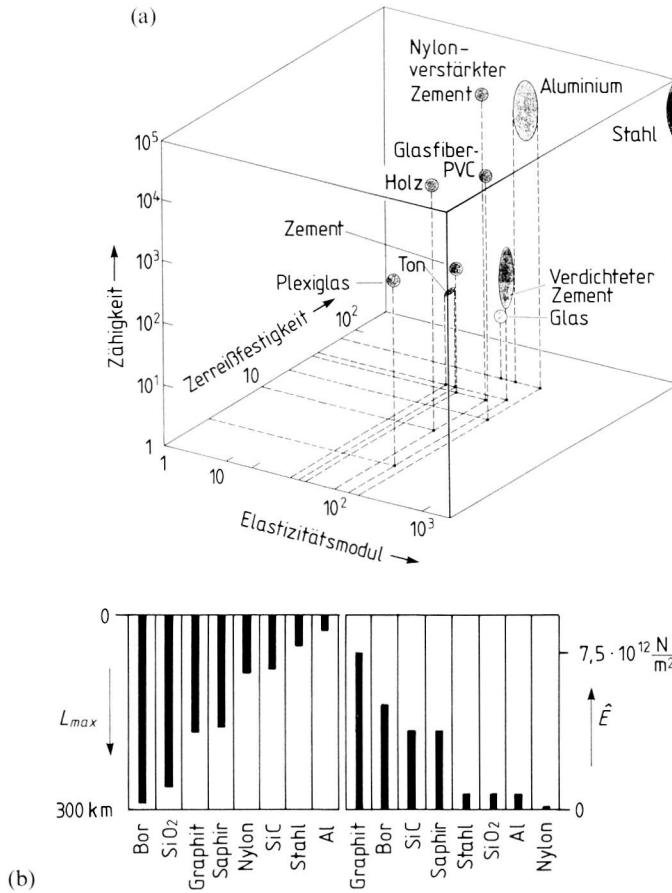 (a)
Nylon-
verstärkter
Zement
Aluminium
Stahl
Glasfiber-
PVC
Holz
Zement
Ton
Plexiglas
Verdichteter
Zement
Glas
Zähigkeit
10⁵
10⁴
10³
10²
10¹
1
Zerreißfestigkeit
10²
10
1
10
10²
10³
Elastizitätsmodul
0
Lmax
300 km
Bor
SiO₂
Graphit
Saphir
Nylon
SiC
Stahl
Al
7,5 · 10¹² N/m²
Ê
0
Graphit
Bor
SiC
Saphir
Stahl
SiO₂
Al
Nylon
(b)